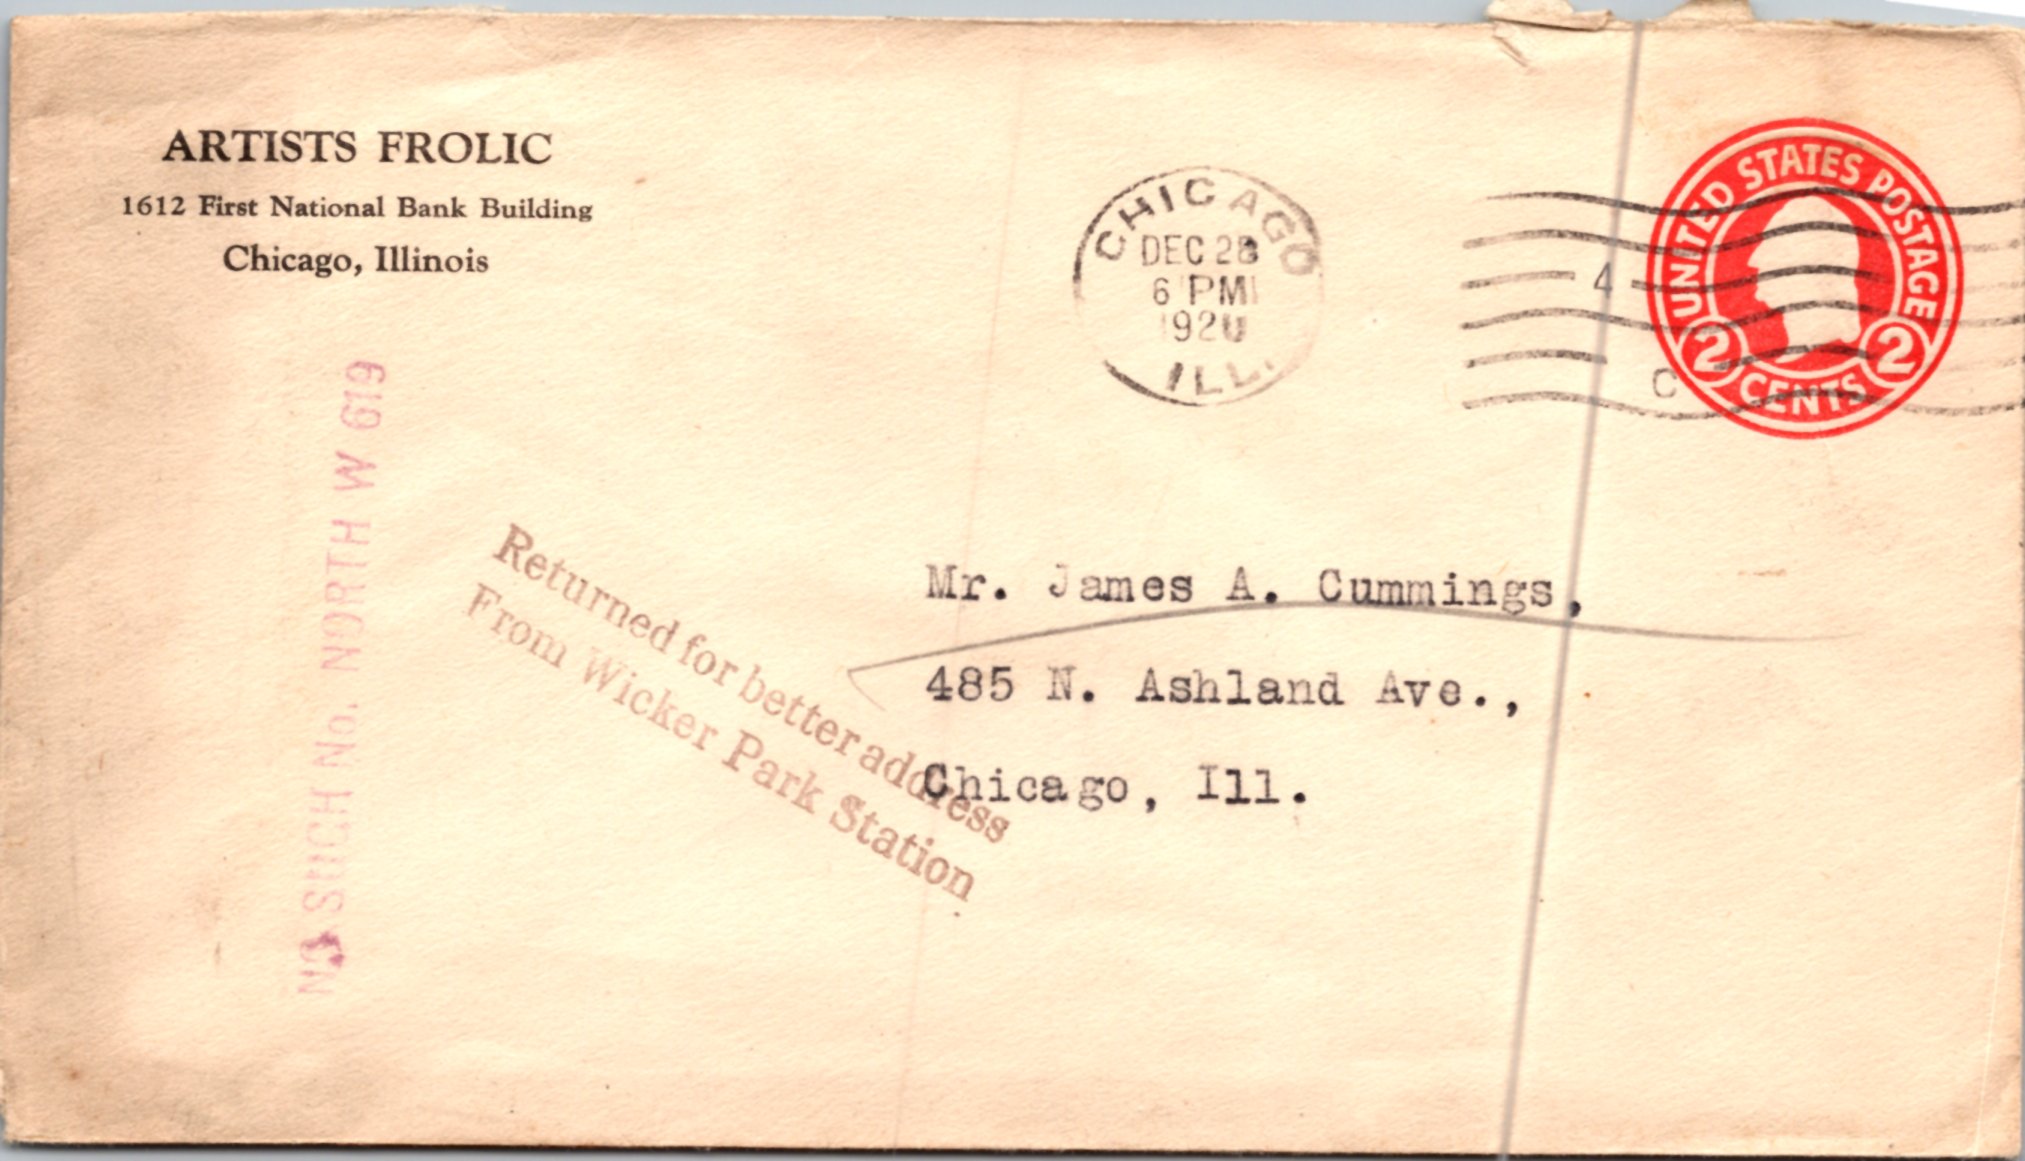 ARTISTS FROLIC
1612 First National Bank Building
Chicago, Illinois
CHICAGO
DEC 28
6 PM
1920
ILL.
4
C
UNITED STATES POSTAGE
2 CENTS 2
NO SUCH No. NORTH W 619
Returned for better address
From Wicker Park Station
Mr. James A. Cummings,
485 N. Ashland Ave.,
Chicago, Ill.